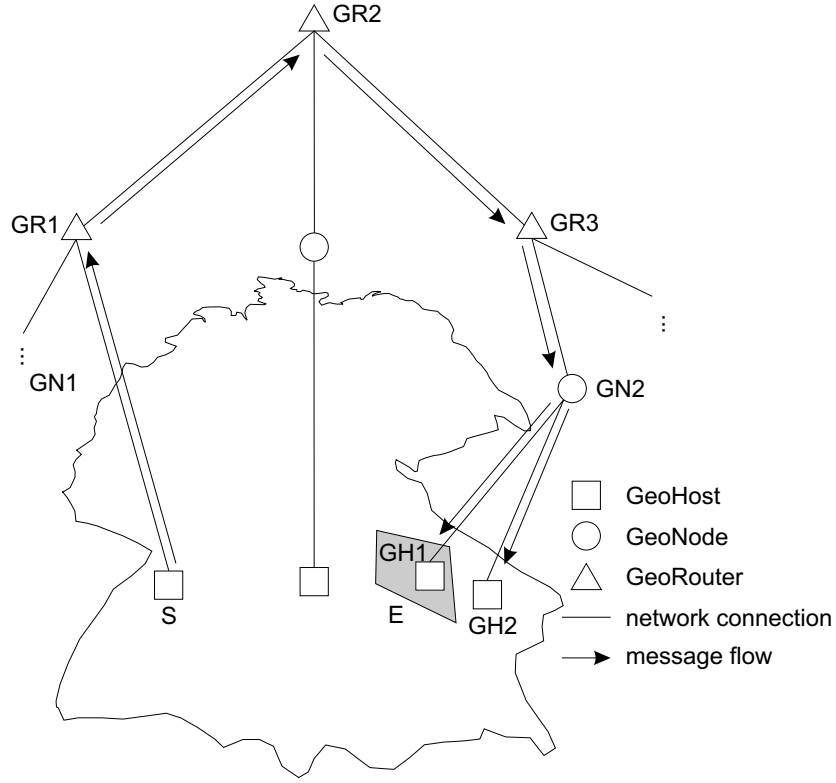 GR2
GR1
GR3
...
...
GN1
GN2
GeoHost
GeoNode
GH1
GeoRouter
S
E
GH2
network connection
message flow